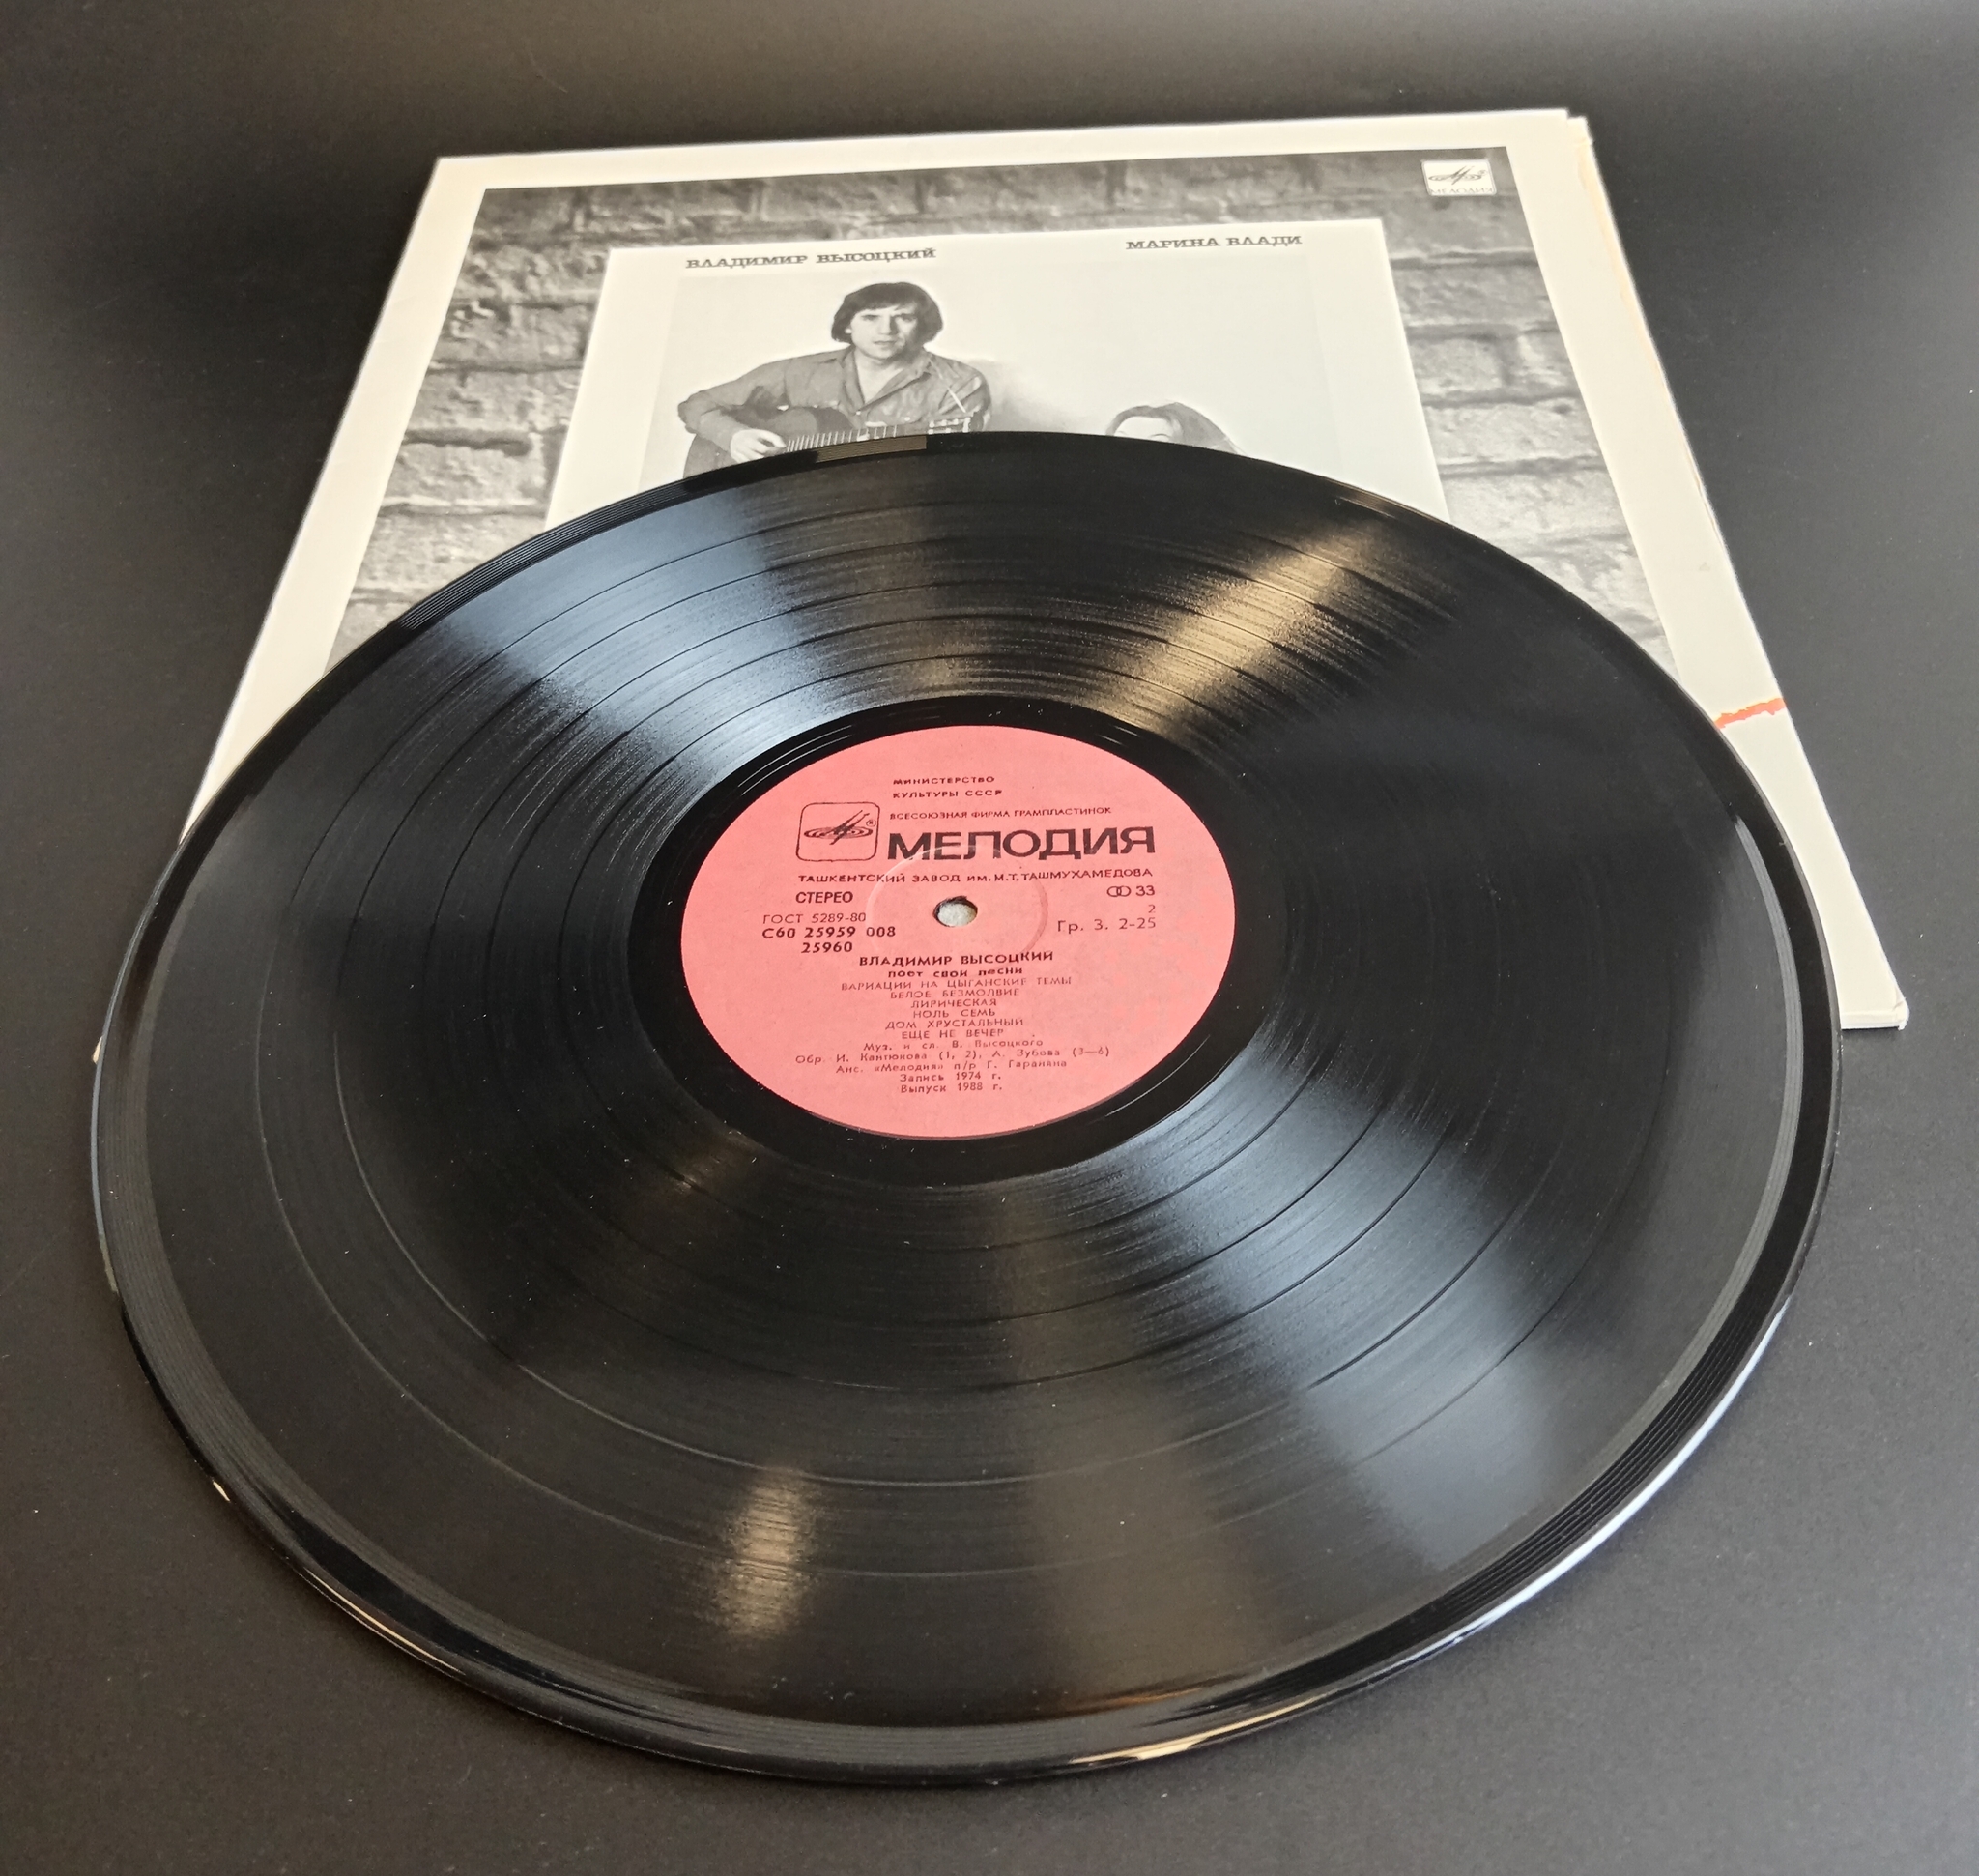 МЕЛОДИЯ
ВЛАДИМИР ВЫСОЦКИЙ
МАРИНА ВЛАДИ
МИНИСТЕРСТВО
КУЛЬТУРЫ СССР
ВСЕСОЮЗНАЯ ФИРМА ГРАМПЛАСТИНОК
МЕЛОДИЯ
ТАШКЕНТСКИЙ ЗАВОД ИМ. М.Т. ТАШМУХАМЕДОВА
СТЕРЕО
33
ГОСТ 5289-80
2
С60 25959 008
Гр. 3. 2-25
25960
ВЛАДИМИР ВЫСОЦКИЙ
поет свои песни
ВАРИАЦИИ НА ЦЫГАНСКИЕ ТЕМЫ
БЕЛОЕ БЕЗМОЛВИЕ
ЛИРИЧЕСКАЯ
НОЛЬ СЕМЬ
ДОМ ХРУСТАЛЬНЫЙ
ЕЩЕ НЕ ВЕЧЕР
Муз. и сл. В. Высоцкого
Обр. И. Кантюкова (1, 2), А. Зубова (3—6)
Анс. «Мелодия» п/р Г. Гараняна
Запись 1974 г.
Выпуск 1988 г.